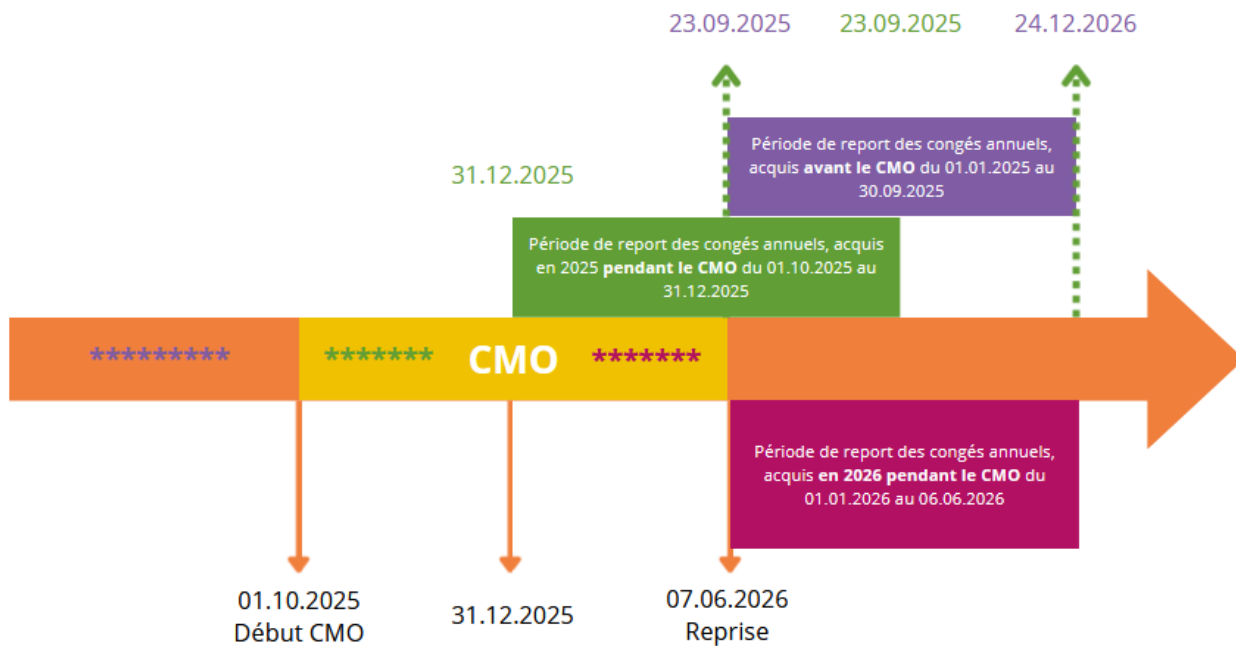 23.09.2025
23.09.2025
24.12.2026
Période de report des congés annuels,
acquis avant le CMO du 01.01.2025 au
30.09.2025
31.12.2025
Période de report des congés annuels, acquis
en 2025 pendant le CMO du 01.10.2025 au
31.12.2025
*********
*******
CMO
*******
Période de report des congés annuels,
acquis en 2026 pendant le CMO du
01.01.2026 au 06.06.2026
01.10.2025
Début CMO
31.12.2025
07.06.2026
Reprise